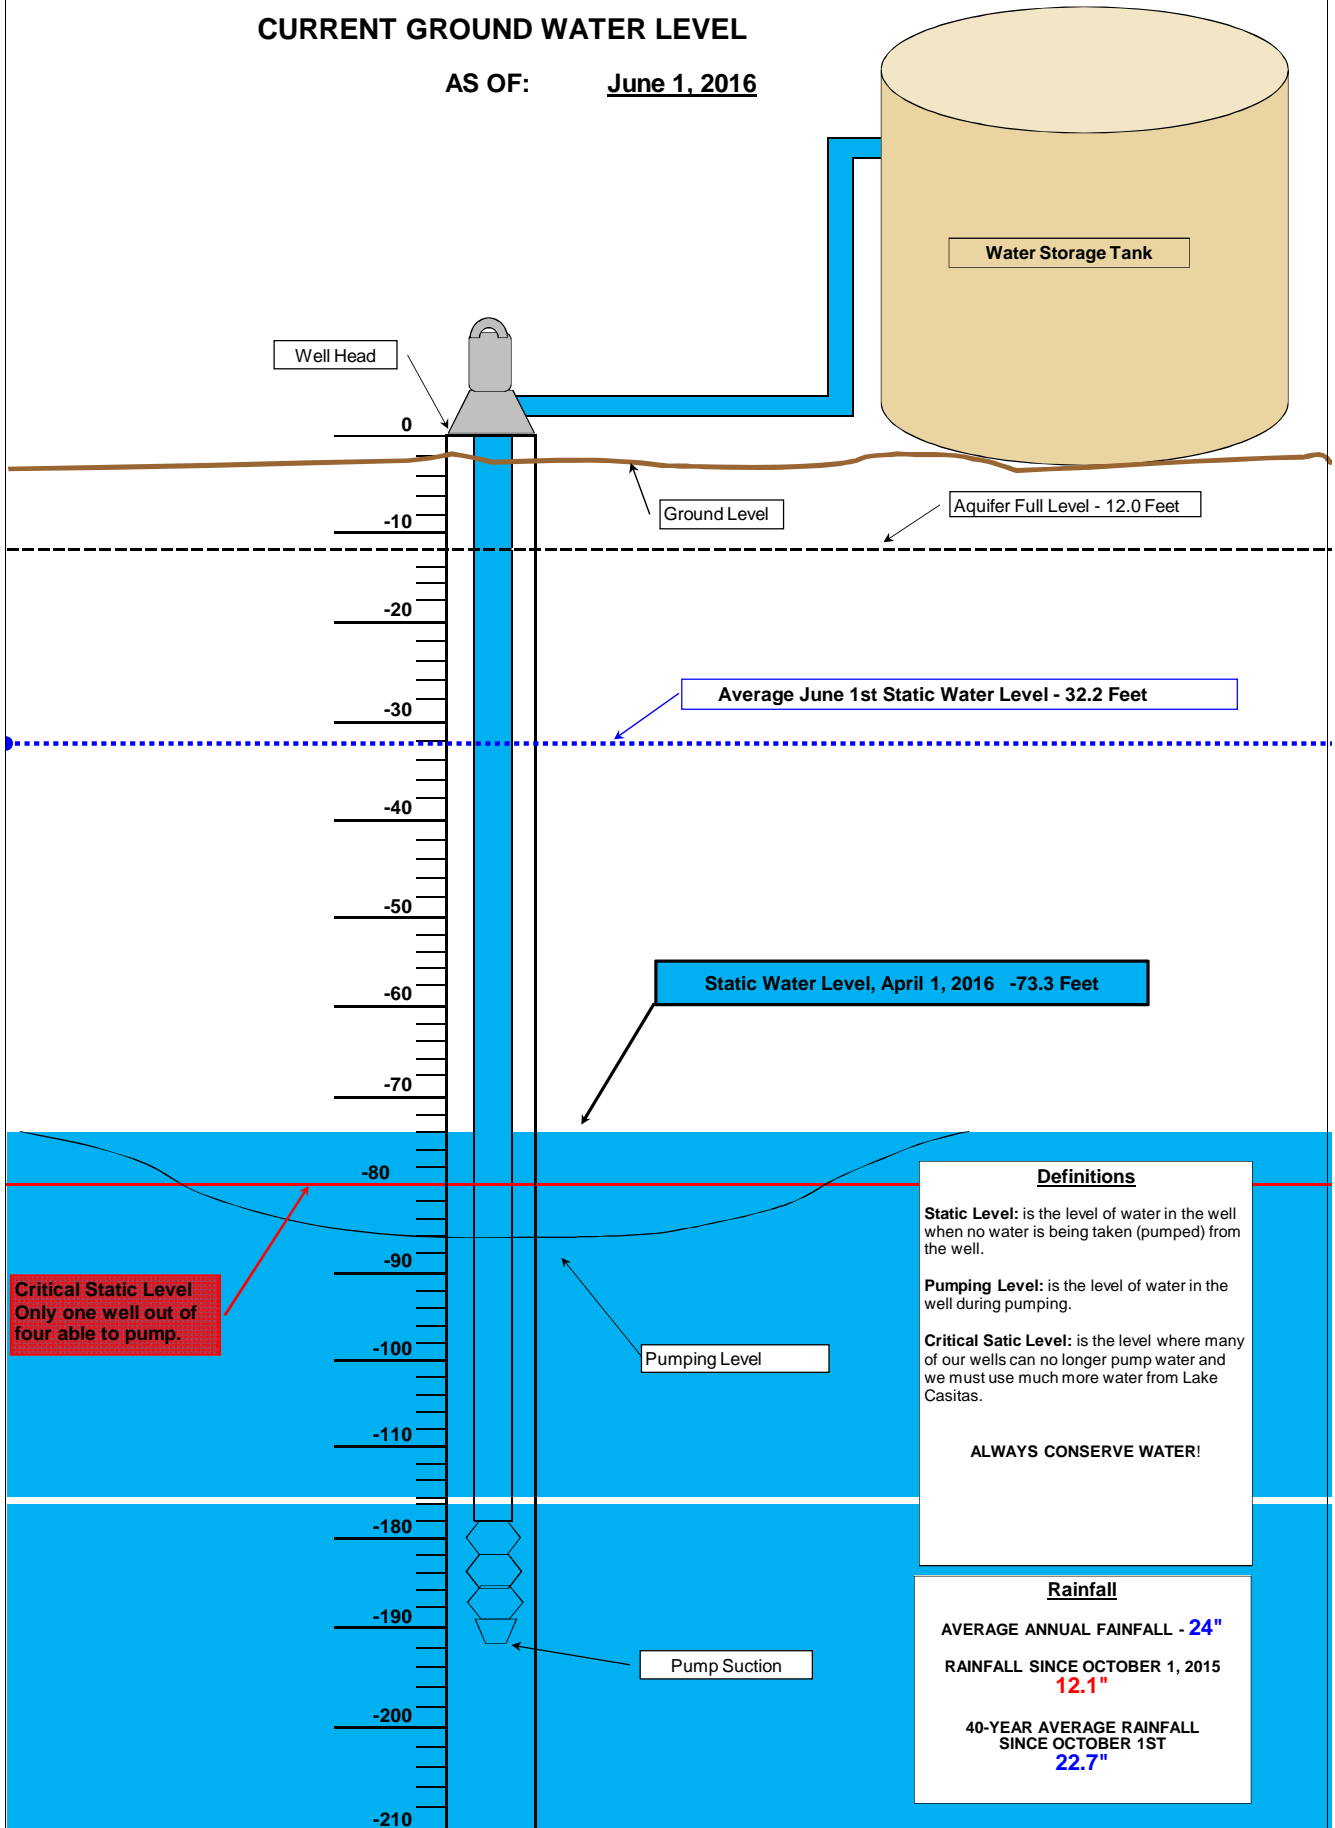 CURRENT GROUND WATER LEVEL
AS OF: June 1, 2016
Water Storage Tank
Well Head
0
Ground Level
Aquifer Full Level - 12.0 Feet
-10
-20
Average June 1st Static Water Level - 32.2 Feet
-30
-40
-50
Static Water Level, April 1, 2016 -73.3 Feet
-60
-70
-80
-90
Critical Static Level
Only one well out of
four able to pump.
-100
Pumping Level
-110
Definitions
Static Level: is the level of water in the well
when no water is being taken (pumped) from
the well.
Pumping Level: is the level of water in the
well during pumping.
Critical Satic Level: is the level where many
of our wells can no longer pump water and
we must use much more water from Lake
Casitas.
ALWAYS CONSERVE WATER!
-180
-190
Pump Suction
-200
-210
Rainfall
AVERAGE ANNUAL FAINFALL - 24"
RAINFALL SINCE OCTOBER 1, 2015
12.1"
40-YEAR AVERAGE RAINFALL
SINCE OCTOBER 1ST
22.7"